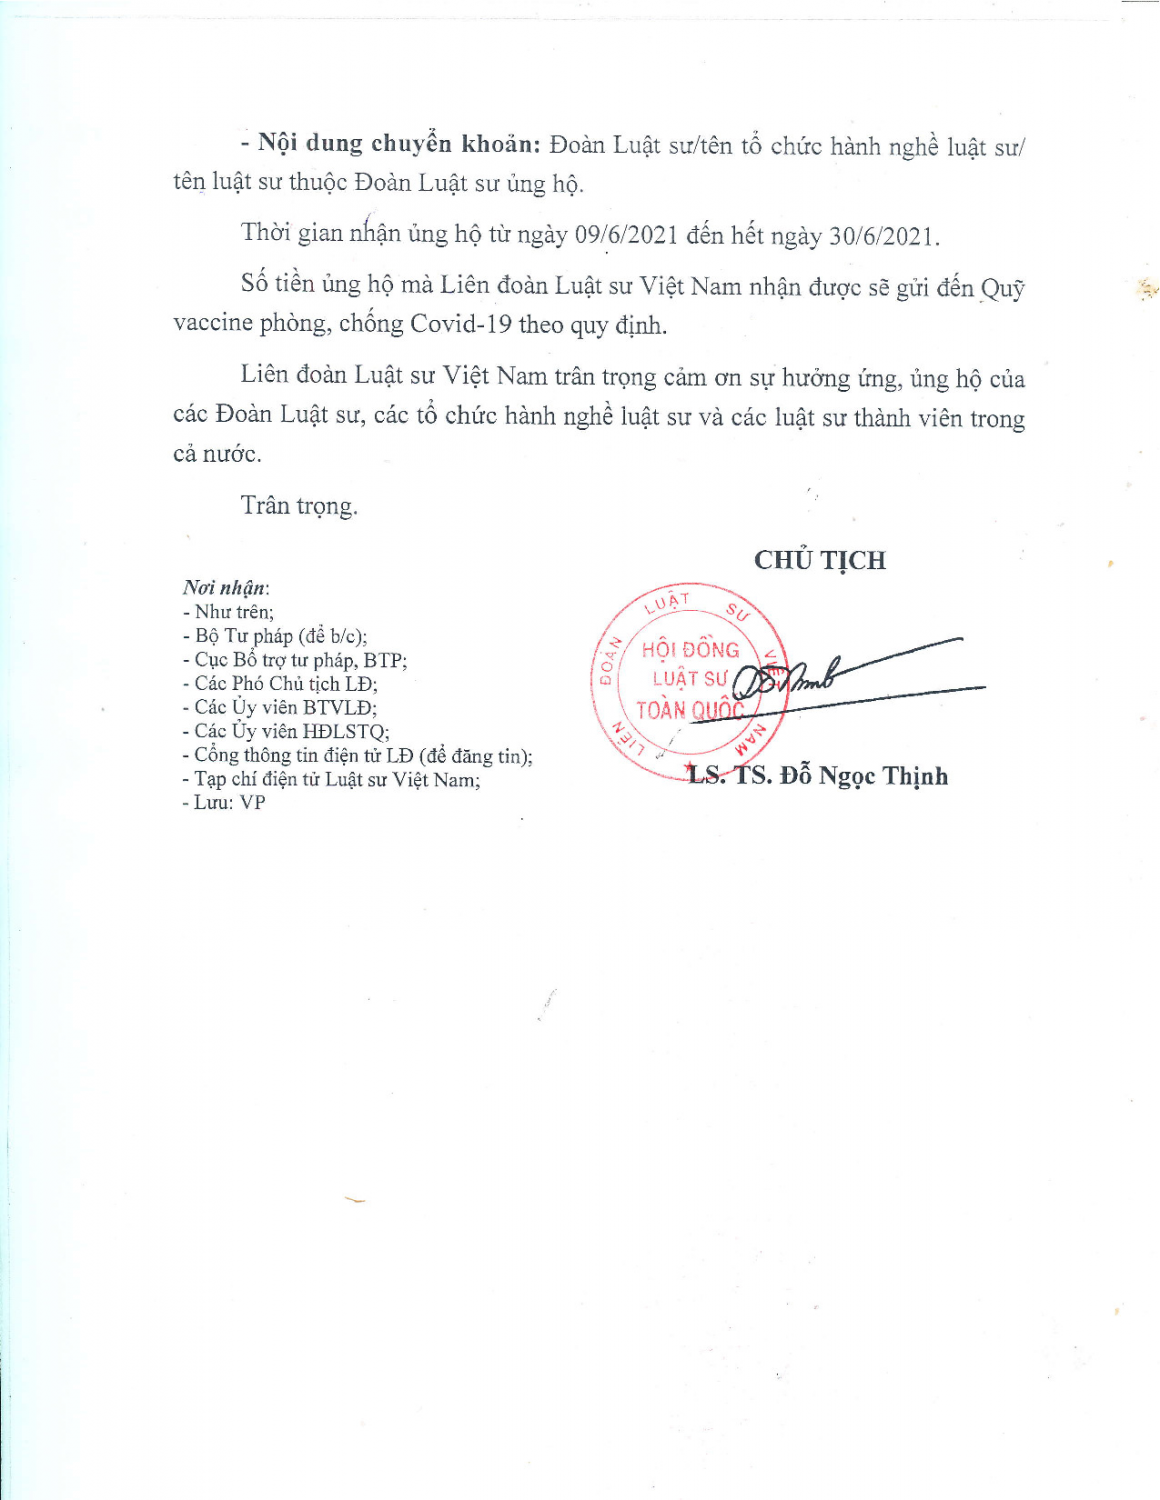 - Nội dung chuyển khoản: Đoàn Luật sư/tên tổ chức hành nghề luật sư/
tên luật sư thuộc Đoàn Luật sư ủng hộ.
Thời gian nhận ủng hộ từ ngày 09/6/2021 đến hết ngày 30/6/2021.
Số tiền ủng hộ mà Liên đoàn Luật sư Việt Nam nhận được sẽ gửi đến Quỹ
vaccine phòng, chống Covid-19 theo quy định.
Liên đoàn Luật sư Việt Nam trân trọng cảm ơn sự hưởng ứng, ủng hộ của
các Đoàn Luật sư, các tổ chức hành nghề luật sư và các luật sư thành viên trong
cả nước.
Trân trọng.
Nơi nhận:
- Như trên;
- Bộ Tư pháp (để b/c);
- Cục Bổ trợ tư pháp, BTP;
- Các Phó Chủ tịch LĐ;
- Các Ủy viên BTVLĐ;
- Các Ủy viên HĐLSTQ;
- Cổng thông tin điện tử LĐ (để đăng tin);
- Tạp chí điện tử Luật sư Việt Nam;
- Lưu: VP
CHỦ TỊCH
LIÊN ĐOÀN LUẬT SƯ VIỆT NAM
HỘI ĐỒNG
LUẬT SƯ
TOÀN QUỐC
LS. TS. Đỗ Ngọc Thịnh